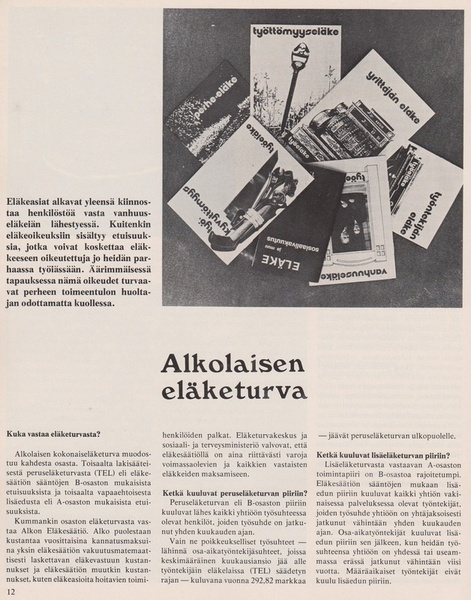 työttömyyseläke
yrittäjän eläke
perhe-eläke
työeläke
työntekijän
eläke
työ-
kyvyttömyys
ELÄKE
ja muu
sosiaalivakuutus
vanhuuseläke
Eläkeasiat alkavat yleensä kiinnos-
taa henkilöstöä vasta vanhuus-
eläkeiän lähestyessä. Kuitenkin
eläkeoikeuksiin sisältyy etuisuuk-
sia, jotka voivat koskettaa eläk-
keeseen oikeutettuja jo heidän par-
haassa työiässään. Äärimmäisessä
tapauksessa nämä oikeudet turvaa-
vat perheen toimeentulon huolta-
jan odottamatta kuollessa.
Alkolaisen
eläketurva
Kuka vastaa eläketurvasta?
Alkolaisen kokonaiseläketurva muodos-
tuu kahdesta osasta. Toisaalta lakisäätei-
sestä peruseläketurvasta (TEL) eli eläke-
säätiön sääntöjen B-osaston mukaisista
etuisuuksista ja toisaalta vapaaehtoisesta
lisäedusta eli A-osaston mukaisista etui-
suuksista.
Kummankin osaston eläketurvasta vas-
taa Alkon Eläkesäätiö. Alko puolestaan
kustantaa vuosittaisina kannatusmaksui-
na yksin eläkesäätiön vakuutusmatemaat-
tisesti laskettavan eläkevastuun kustan-
nukset ja eläkesäätiön muutkin kustan-
nukset, kuten eläkeasioita hoitavien toimi-
henkilöiden palkat. Eläketurvakeskus ja
sosiaali- ja terveysministeriö valvovat, että
eläkesäätiöllä on aina riittävästi varoja
voimassaolevien ja kaikkien vastaisten
eläkkeiden maksamiseen.
Ketkä kuuluvat peruseläketurvan piiriin?
Peruseläketurvan eli B-osaston piiriin
kuuluvat lähes kaikki yhtiöön työsuhteessa
olevat henkilöt, joiden työsuhde on jatku-
nut yhden kuukauden ajan.
Vain ne poikkeukselliset työsuhteet —
lähinnä osa-aikatyöntekijäsuhteet, joissa
keskimääräinen kuukausiansio jää alle
työntekijäin eläkelaissa (TEL) säädetyn
rajan — kuluvana vuonna 292,82 markkaa
— jäävät peruseläketurvan ulkopuolelle.
Ketkä kuuluvat lisäeläketurvan piiriin?
Lisäeläketurvasta vastaavan A-osaston
toimintapiiri on B-osastoa rajoitetumpi.
Eläkesäätiön sääntöjen mukaan lisä-
edun piiriin kuuluvat kaikki yhtiön vaki-
naisessa palveluksessa olevat työntekijät,
joiden työsuhde yhtiöön on yhtäjaksoisesti
jatkunut vähintään yhden kuukauden
ajan. Osa-aikatyöntekijät kuuluvat lisä-
edun piiriin sen jälkeen, kun heidän työ-
suhteensa yhtiöön on yhdessä tai useam-
massa erässä jatkunut vähintään viisi
vuotta. Määräaikaiset työntekijät eivät
kuulu lisäedun piiriin.
12